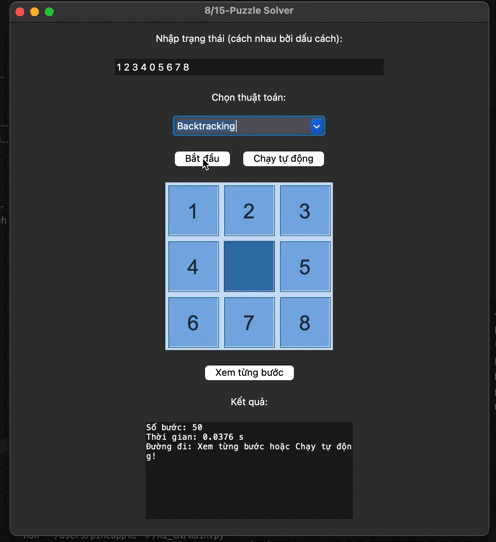 8/15-Puzzle Solver
Nhập trạng thái (cách nhau bởi dấu cách):
1 2 3 4 0 5 6 7 8
Chọn thuật toán:
Backtracking
Bắt đầu Chạy tự động
1 2 3
4 5
6 7 8
Xem từng bước
Kết quả:
Số bước: 50
Thời gian: 0.0376 s
Đường đi: Xem từng bước hoặc Chạy tự độn
g!